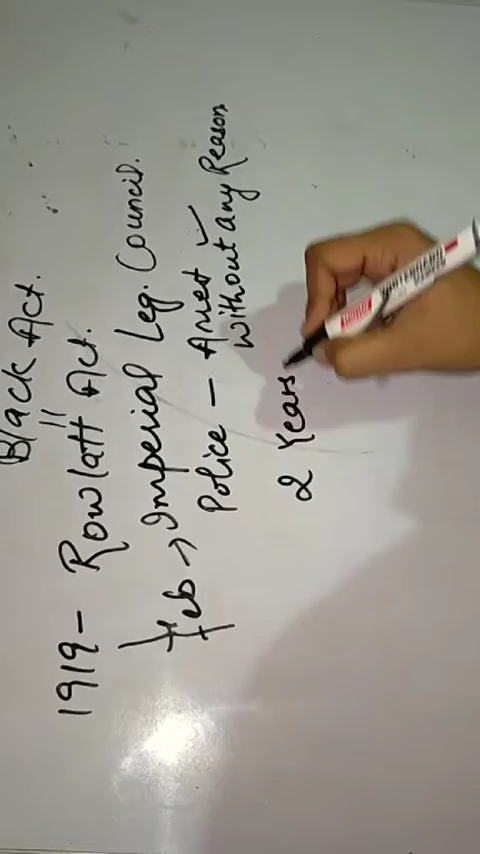 Black Act.
=
1919 - Rowlatt Act.
Feb → Imperial Leg. Council.
Police - Arrest ✓
without any Reason
2 Years